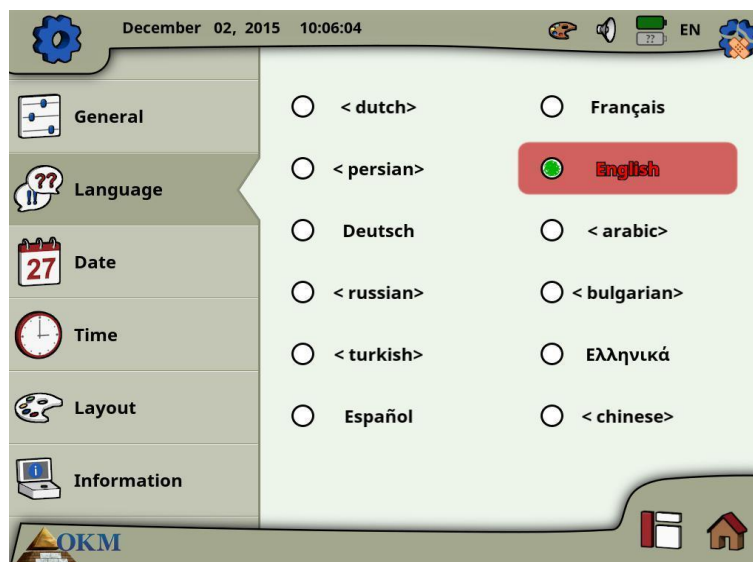 December 02, 2015 10:06:04 ?? EN
General
?? !! Language
27 Date
Time
Layout
i Information
< dutch> Français
< persian> English
Deutsch < arabic>
< russian> < bulgarian>
< turkish> Ελληνικά
Español < chinese>
OKM